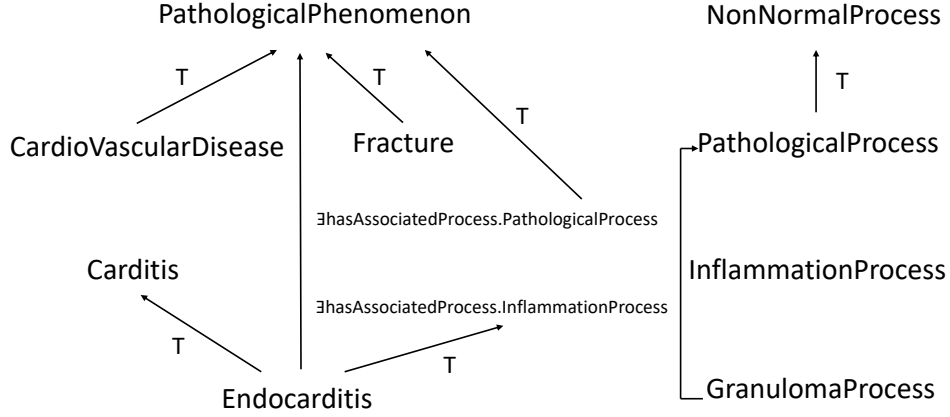 PathologicalPhenomenon
NonNormalProcess
T
T
T
T
CardioVascularDisease
Fracture
PathologicalProcess
∃hasAssociatedProcess.PathologicalProcess
Carditis
InflammationProcess
∃hasAssociatedProcess.InflammationProcess
T
T
Endocarditis
GranulomaProcess